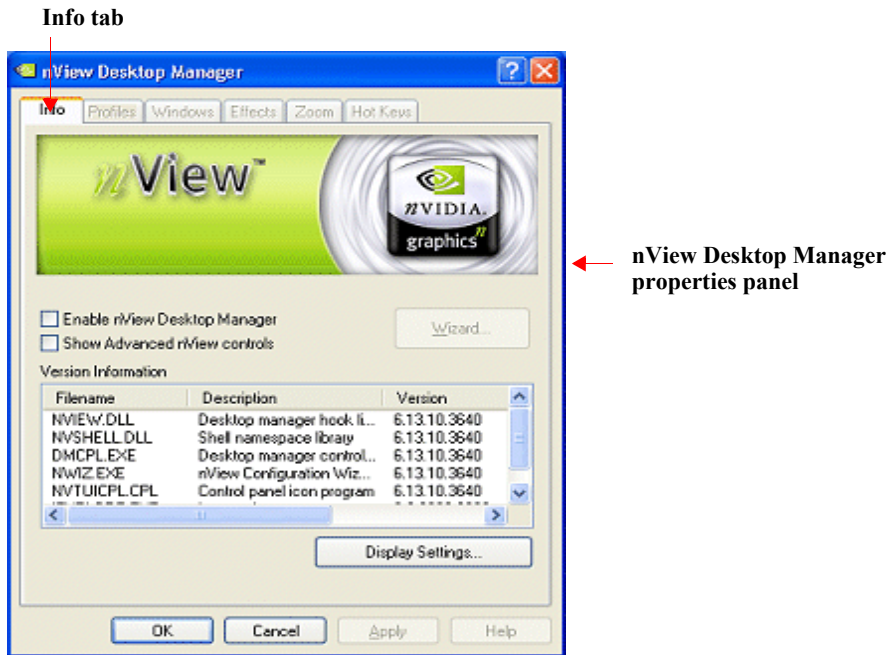 Info tab
nView Desktop Manager
Info Profiles Windows Effects Zoom Hot Keys
nView™
nVIDIA.
graphics n
nView Desktop Manager
properties panel
Enable nView Desktop Manager
Wizard...
Show Advanced nView controls
Version Information
Filename Description Version
NVIEW.DLL Desktop manager hook li... 6.13.10.3640
NVSHELL.DLL Shell namespace library 6.13.10.3640
DMCPL.EXE Desktop manager control... 6.13.10.3640
NWIZ.EXE nView Configuration Wiz... 6.13.10.3640
NVTUICPL.CPL Control panel icon program 6.13.10.3640
Display Settings...
OK Cancel Apply Help